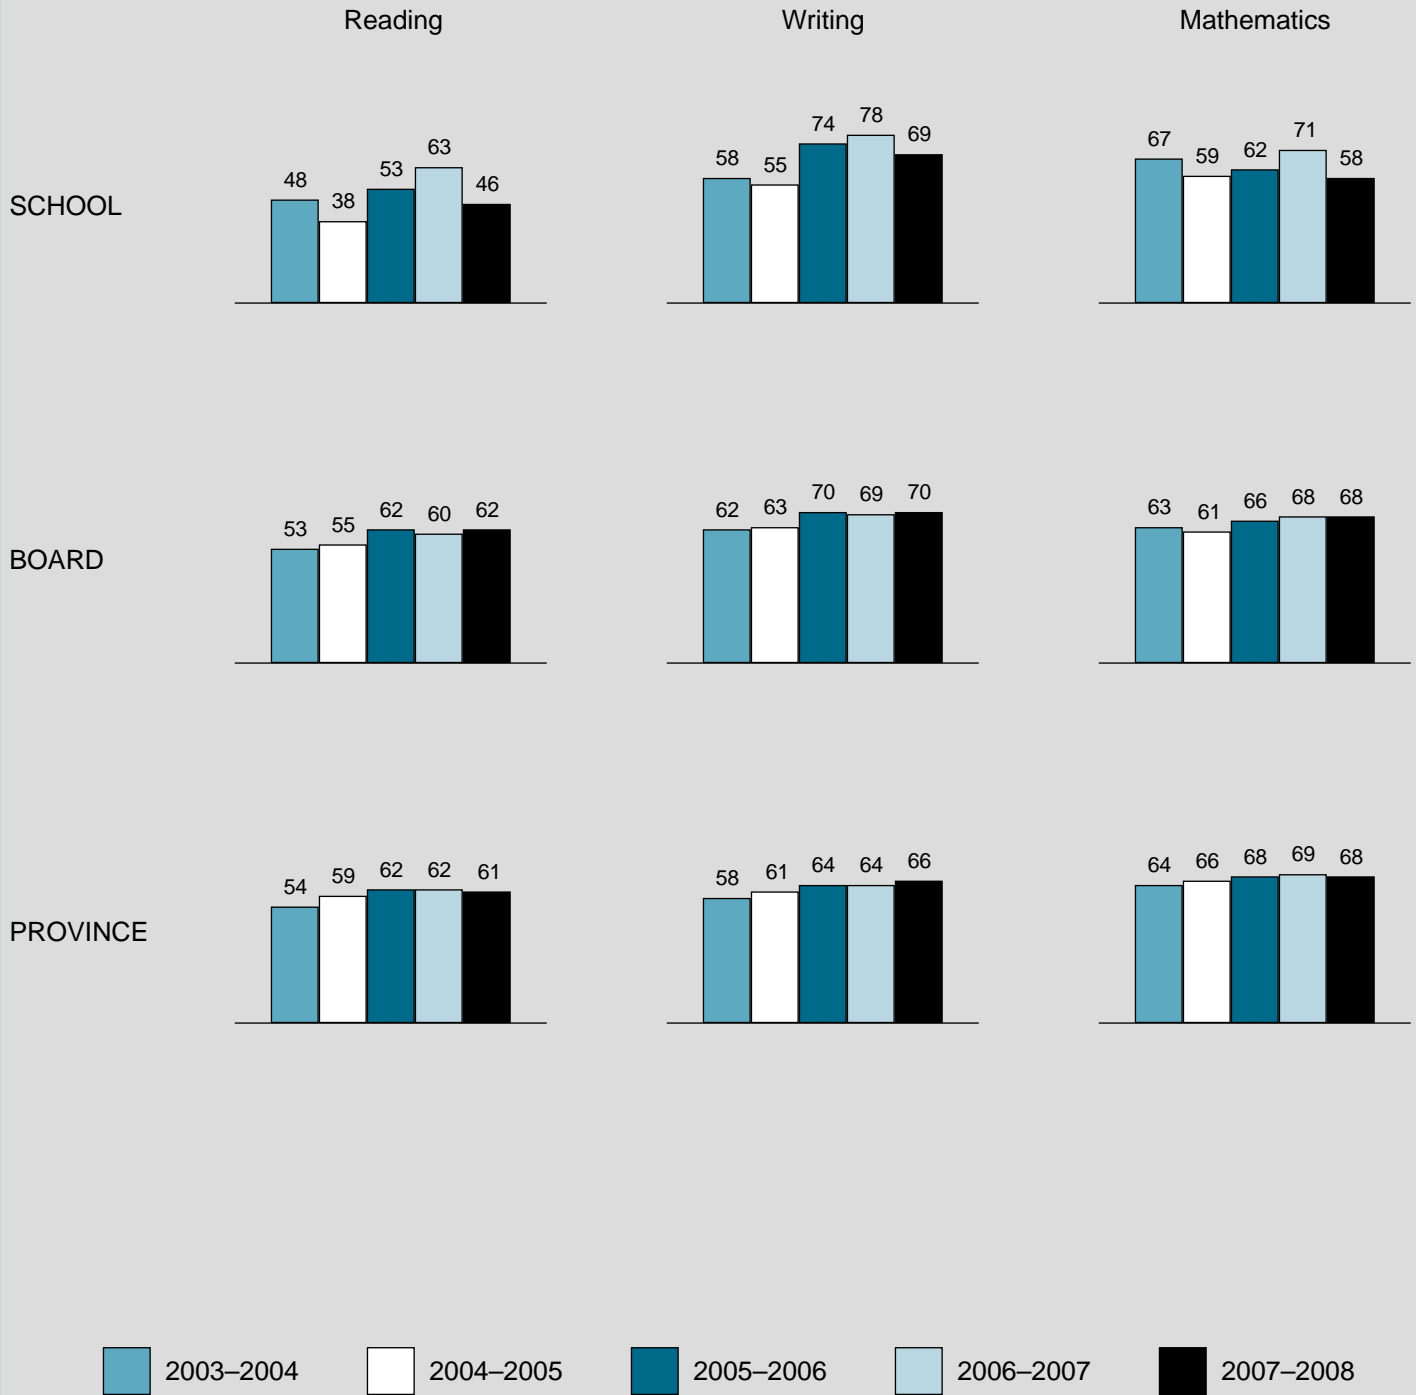 Reading Writing Mathematics
SCHOOL
48 38 53 63 46
58 55 74 78 69
67 59 62 71 58
BOARD
53 55 62 60 62
62 63 70 69 70
63 61 66 68 68
PROVINCE
54 59 62 62 61
58 61 64 64 66
64 66 68 69 68
2003–2004 2004–2005 2005–2006 2006–2007 2007–2008